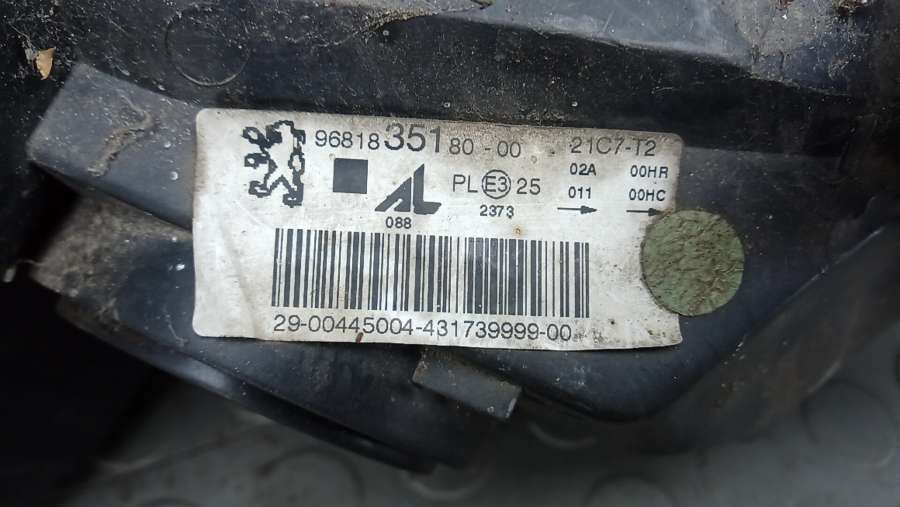 96818 351 80-00 21C7-T2
02A 00HR
AL PL E3 25 011 00HC
088 2373
29-00445004-431739999-00